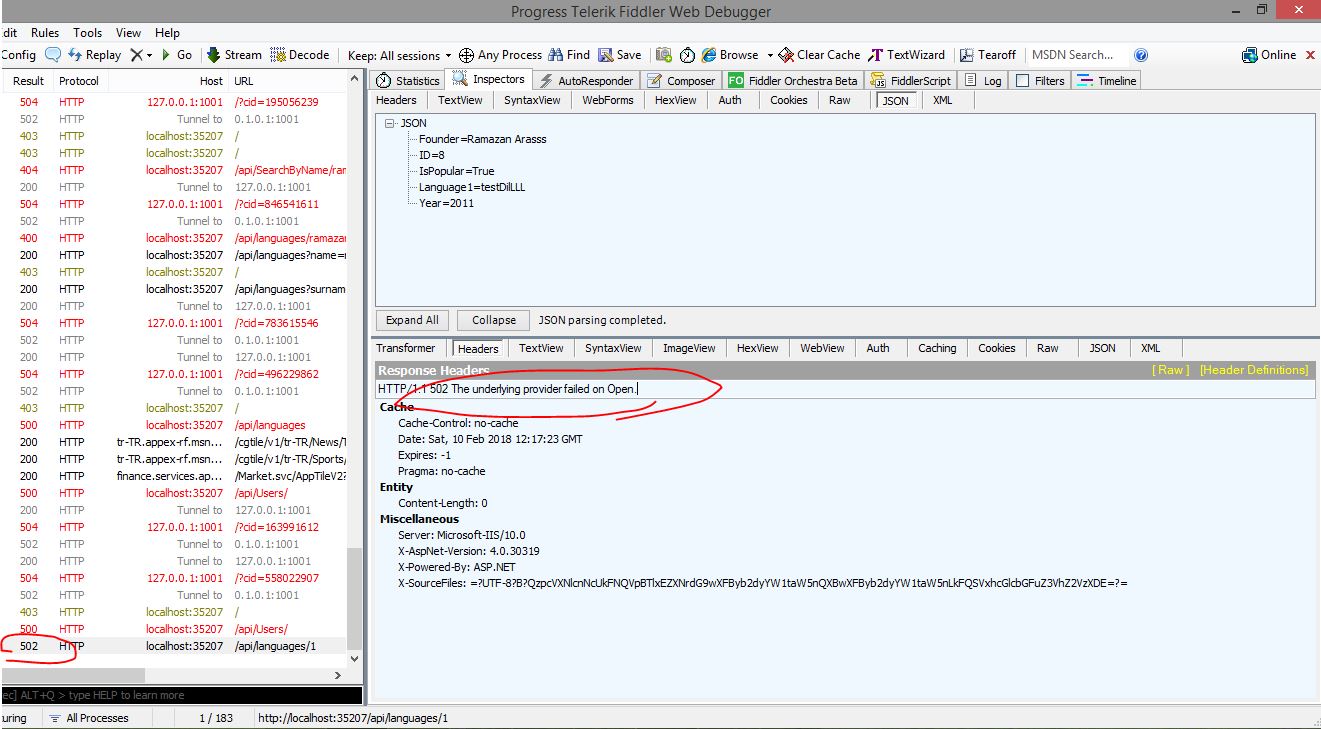 Progress Telerik Fiddler Web Debugger
dit Rules Tools View Help
Config Replay Go Stream Decode Keep: All sessions Any Process Find Save Browse Clear Cache TextWizard Tearoff MSDN Search... Online
Result Protocol Host URL
504 HTTP 127.0.0.1:1001 /?cid=195056239
502 HTTP Tunnel to 0.1.0.1:1001
403 HTTP localhost:35207 /
403 HTTP localhost:35207 /
404 HTTP localhost:35207 /api/SearchByName/ram
200 HTTP Tunnel to 127.0.0.1:1001
504 HTTP 127.0.0.1:1001 /?cid=846541611
502 HTTP Tunnel to 0.1.0.1:1001
400 HTTP localhost:35207 /api/languages/ramazan
200 HTTP localhost:35207 /api/languages?name=r
403 HTTP localhost:35207 /
200 HTTP localhost:35207 /api/languages?surnam
200 HTTP Tunnel to 127.0.0.1:1001
504 HTTP 127.0.0.1:1001 /?cid=783615546
502 HTTP Tunnel to 0.1.0.1:1001
200 HTTP Tunnel to 127.0.0.1:1001
504 HTTP 127.0.0.1:1001 /?cid=496229862
502 HTTP Tunnel to 0.1.0.1:1001
403 HTTP localhost:35207 /
500 HTTP localhost:35207 /api/languages
200 HTTP tr-TR.appex-rf.msn... /cgtile/v1/tr-TR/News/T
200 HTTP tr-TR.appex-rf.msn... /cgtile/v1/tr-TR/Sports/
200 HTTP finance.services.ap... /Market.svc/AppTileV2?
500 HTTP localhost:35207 /api/Users/
200 HTTP Tunnel to 127.0.0.1:1001
504 HTTP 127.0.0.1:1001 /?cid=163991612
502 HTTP Tunnel to 0.1.0.1:1001
200 HTTP Tunnel to 127.0.0.1:1001
504 HTTP 127.0.0.1:1001 /?cid=558022907
502 HTTP Tunnel to 0.1.0.1:1001
403 HTTP localhost:35207 /
500 HTTP localhost:35207 /api/Users/
502 HTTP localhost:35207 /api/languages/1
ec] ALT+Q > type HELP to learn more
Statistics Inspectors AutoResponder Composer FO Fiddler Orchestra Beta FiddlerScript Log Filters Timeline
Headers TextView SyntaxView WebForms HexView Auth Cookies Raw JSON XML
JSON
Founder=Ramazan Arasss
ID=8
IsPopular=True
Language1=testDilLLL
Year=2011
Expand All Collapse JSON parsing completed.
Transformer Headers TextView SyntaxView ImageView HexView WebView Auth Caching Cookies Raw JSON XML
Response Headers [ Raw ] [Header Definitions]
HTTP/1.1 502 The underlying provider failed on Open.
Cache
Cache-Control: no-cache
Date: Sat, 10 Feb 2018 12:17:23 GMT
Expires: -1
Pragma: no-cache
Entity
Content-Length: 0
Miscellaneous
Server: Microsoft-IIS/10.0
X-AspNet-Version: 4.0.30319
X-Powered-By: ASP.NET
X-SourceFiles: =?UTF-8?B?QzpcVXNlcnNcUkFNQVpBTlxEZXNrdG9wXFByb2dyYW1taW5nQXBwXFByb2dyYW1taW5nLkFQSVxhcGlcbGFuZ3VhZ2VzXDE=?=
uring All Processes 1 / 183 http://localhost:35207/api/languages/1